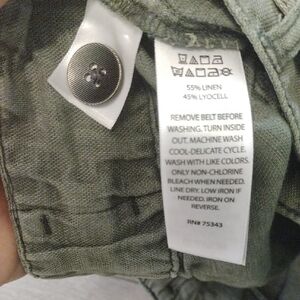 55% LINEN
45% LYOCELL
REMOVE BELT BEFORE
WASHING. TURN INSIDE
OUT. MACHINE WASH
COOL-DELICATE CYCLE.
WASH WITH LIKE COLORS.
ONLY NON-CHLORINE
BLEACH WHEN NEEDED.
LINE DRY. LOW IRON IF
NEEDED. IRON ON
REVERSE.
RN# 75343